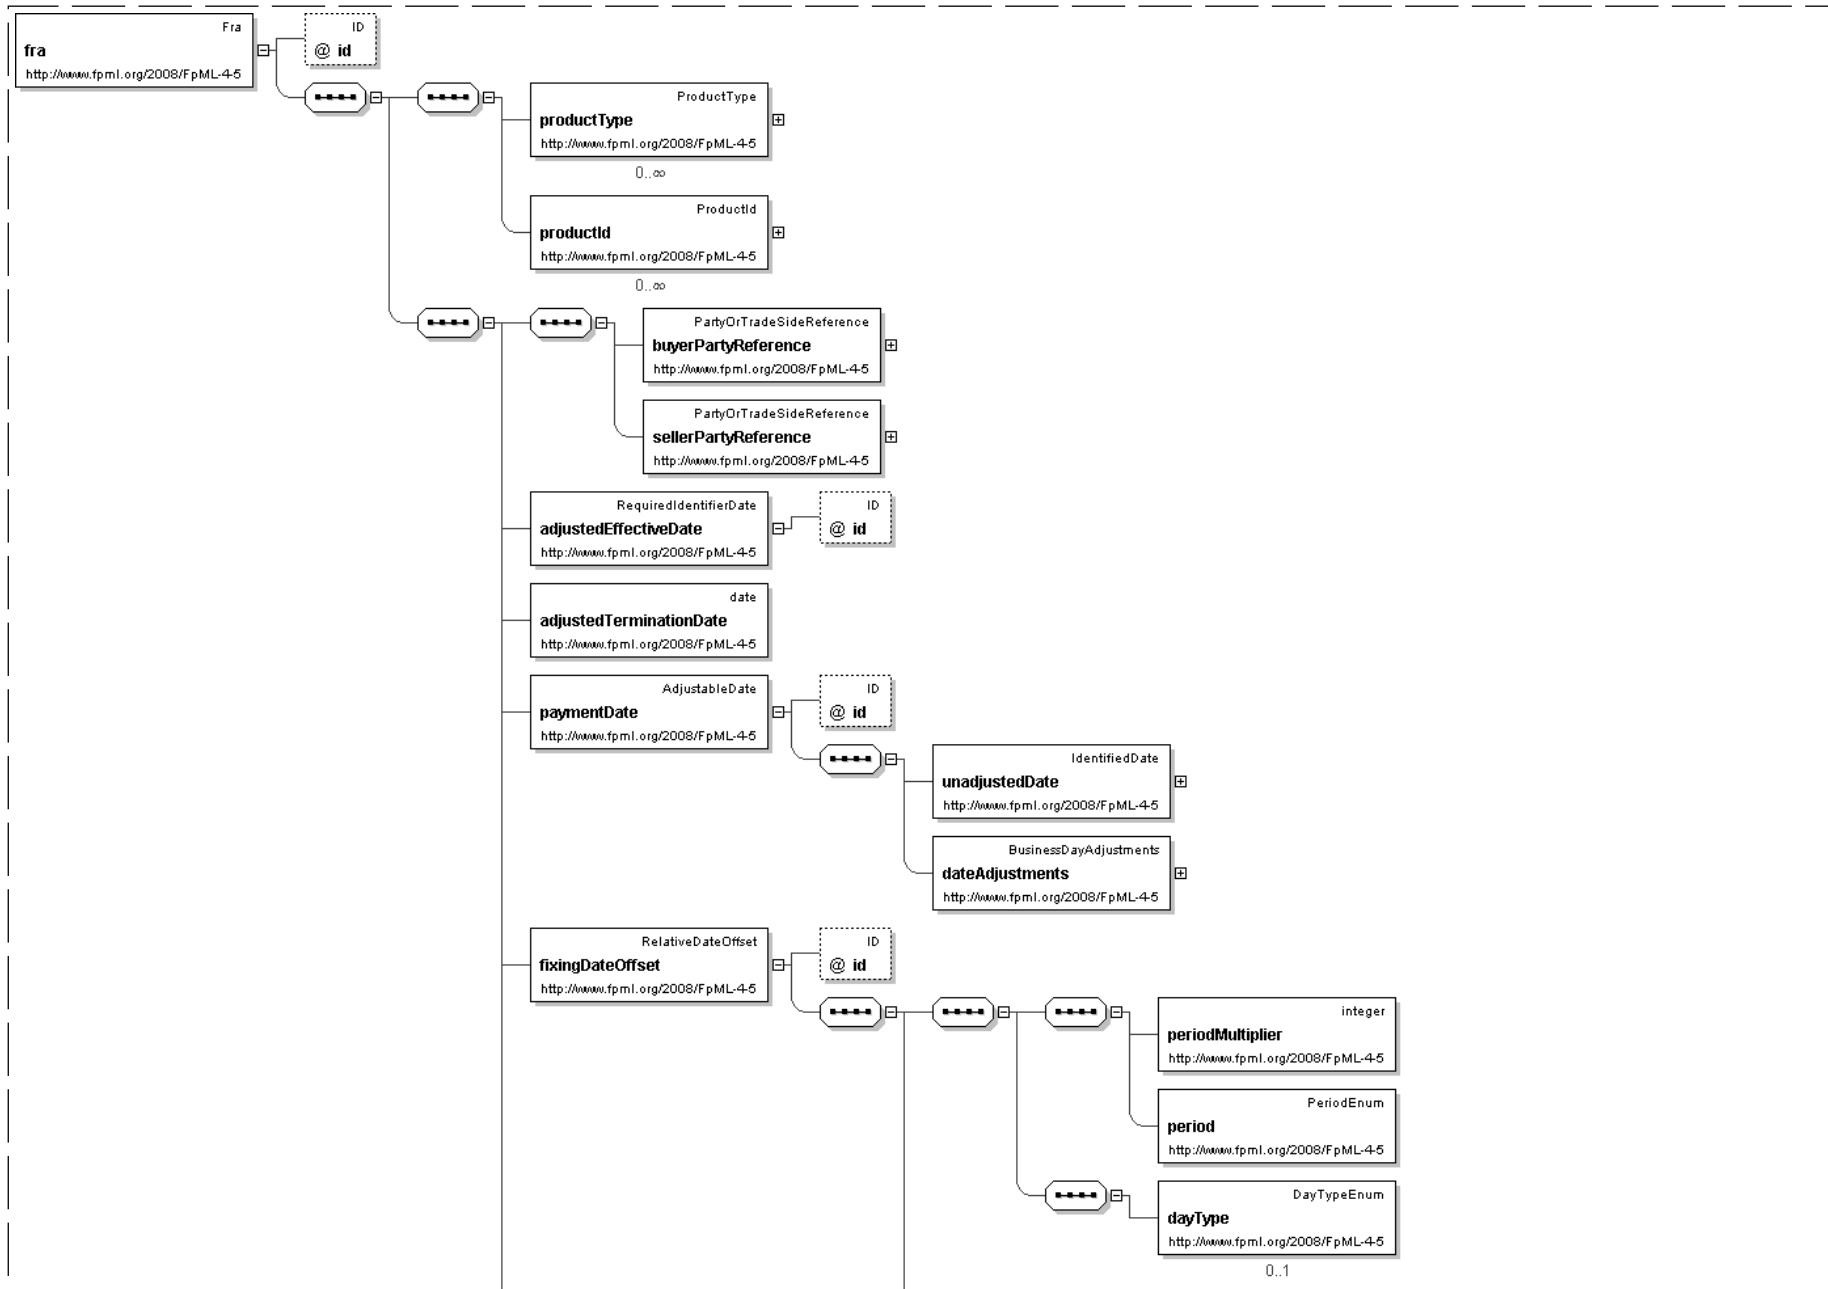 Fra
fra
http://www.fpml.org/2008/FpML-4-5
ID
@ id
ProductType
productType
http://www.fpml.org/2008/FpML-4-5
0..∞
ProductId
productId
http://www.fpml.org/2008/FpML-4-5
0..∞
PartyOrTradeSideReference
buyerPartyReference
http://www.fpml.org/2008/FpML-4-5
PartyOrTradeSideReference
sellerPartyReference
http://www.fpml.org/2008/FpML-4-5
RequiredIdentifierDate
adjustedEffectiveDate
http://www.fpml.org/2008/FpML-4-5
ID
@ id
date
adjustedTerminationDate
http://www.fpml.org/2008/FpML-4-5
AdjustableDate
paymentDate
http://www.fpml.org/2008/FpML-4-5
ID
@ id
IdentifiedDate
unadjustedDate
http://www.fpml.org/2008/FpML-4-5
BusinessDayAdjustments
dateAdjustments
http://www.fpml.org/2008/FpML-4-5
RelativeDateOffset
fixingDateOffset
http://www.fpml.org/2008/FpML-4-5
ID
@ id
integer
periodMultiplier
http://www.fpml.org/2008/FpML-4-5
PeriodEnum
period
http://www.fpml.org/2008/FpML-4-5
DayTypeEnum
dayType
http://www.fpml.org/2008/FpML-4-5
0..1